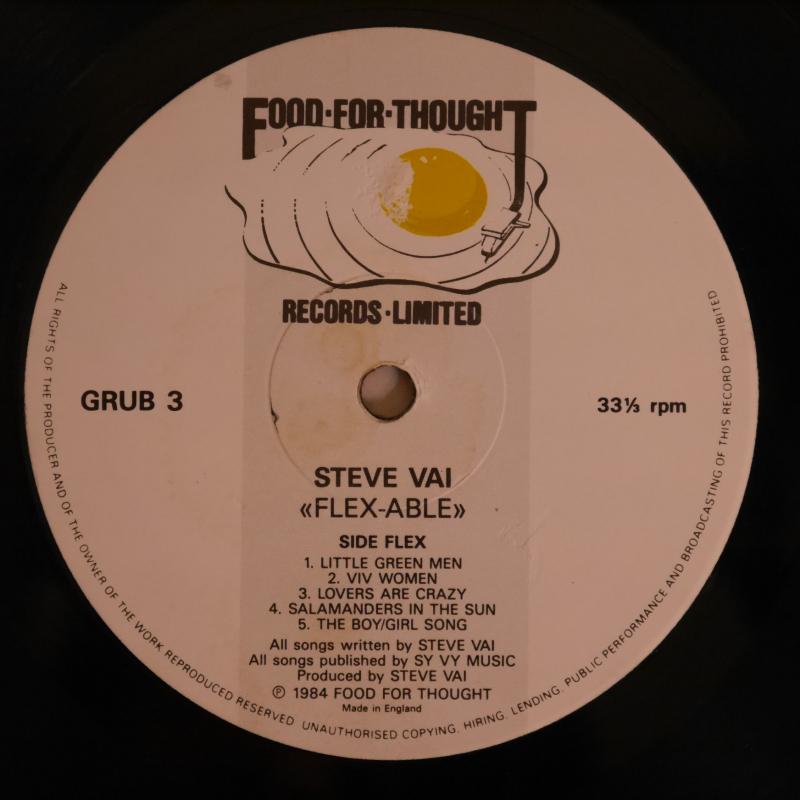 FOOD·FOR·THOUGHT
RECORDS·LIMITED
GRUB 3
33⅓ rpm
STEVE VAI
«FLEX-ABLE»
SIDE FLEX
1. LITTLE GREEN MEN
2. VIV WOMEN
3. LOVERS ARE CRAZY
4. SALAMANDERS IN THE SUN
5. THE BOY/GIRL SONG
All songs written by STEVE VAI
All songs published by SY VY MUSIC
Produced by STEVE VAI
℗ 1984 FOOD FOR THOUGHT
Made in England
ALL RIGHTS OF THE PRODUCER AND OF THE OWNER OF THE WORK REPRODUCED RESERVED UNAUTHORISED COPYING, HIRING, LENDING, PUBLIC PERFORMANCE AND BROADCASTING OF THIS RECORD PROHIBITED